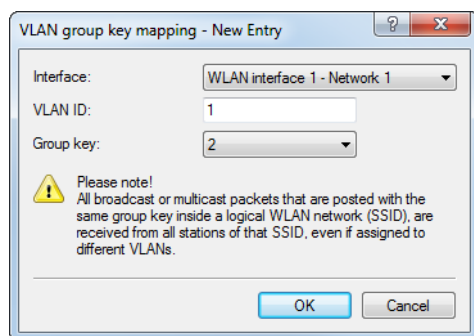 VLAN group key mapping - New Entry
Interface:
WLAN interface 1 - Network 1
VLAN ID:
1
Group key:
2
Please note!
All broadcast or multicast packets that are posted with the
same group key inside a logical WLAN network (SSID), are
received from all stations of that SSID, even if assigned to
different VLANs.
OK
Cancel